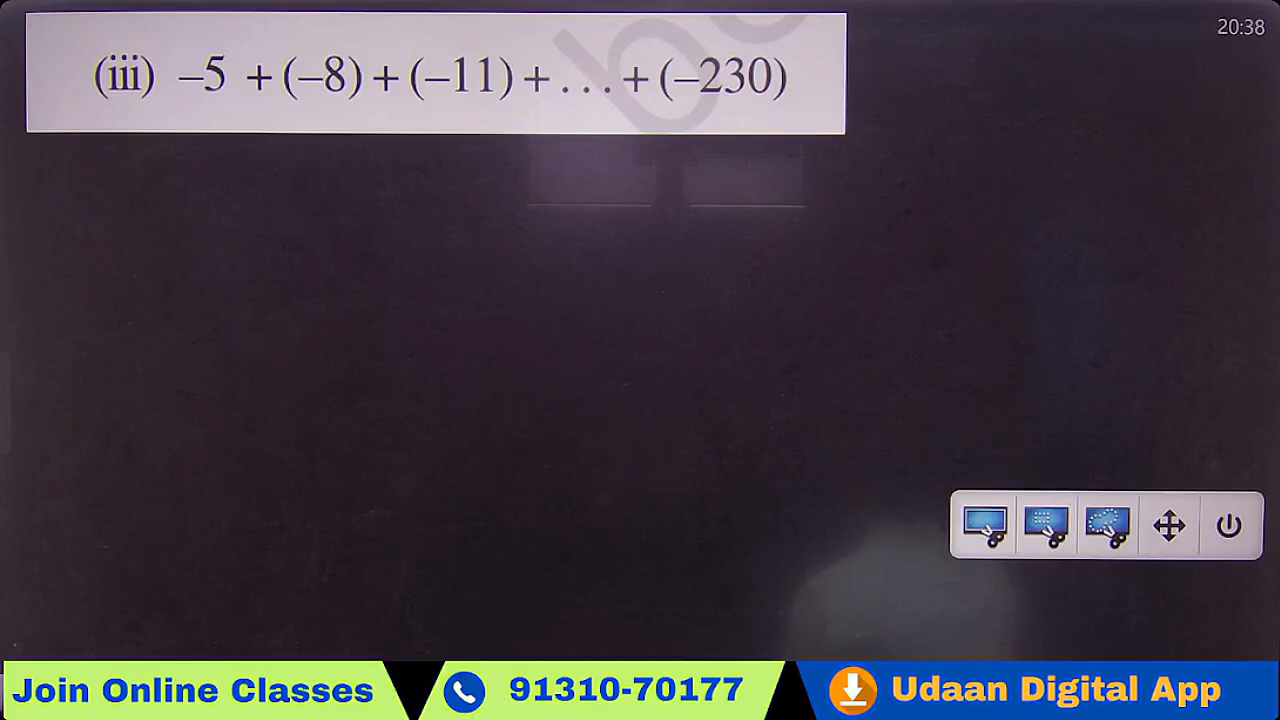 20:38
(iii) –5 + (–8) + (–11) + . . . + (–230)
Join Online Classes
91310-70177
Udaan Digital App